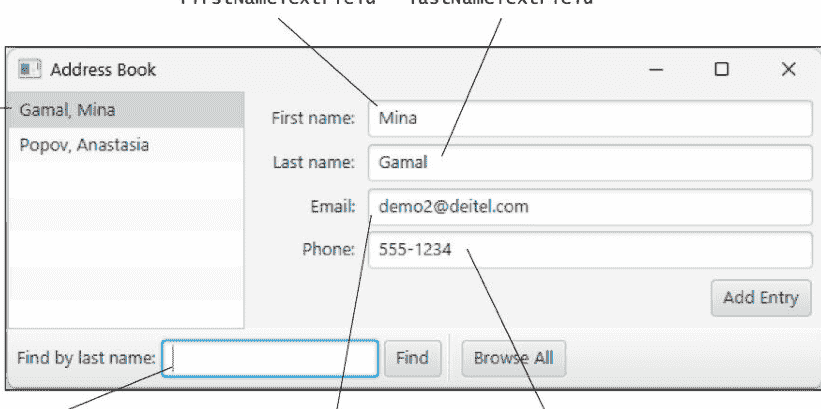 firstNameTextField lastNameTextField
Address Book
Gamal, Mina
Popov, Anastasia
First name: Mina
Last name: Gamal
Email: demo2@deitel.com
Phone: 555-1234
Add Entry
Find by last name: Find Browse All